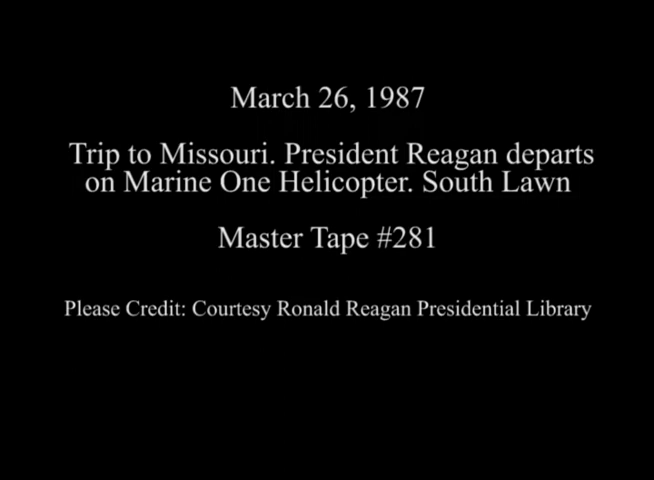 March 26, 1987
Trip to Missouri. President Reagan departs
on Marine One Helicopter. South Lawn
Master Tape #281
Please Credit: Courtesy Ronald Reagan Presidential Library